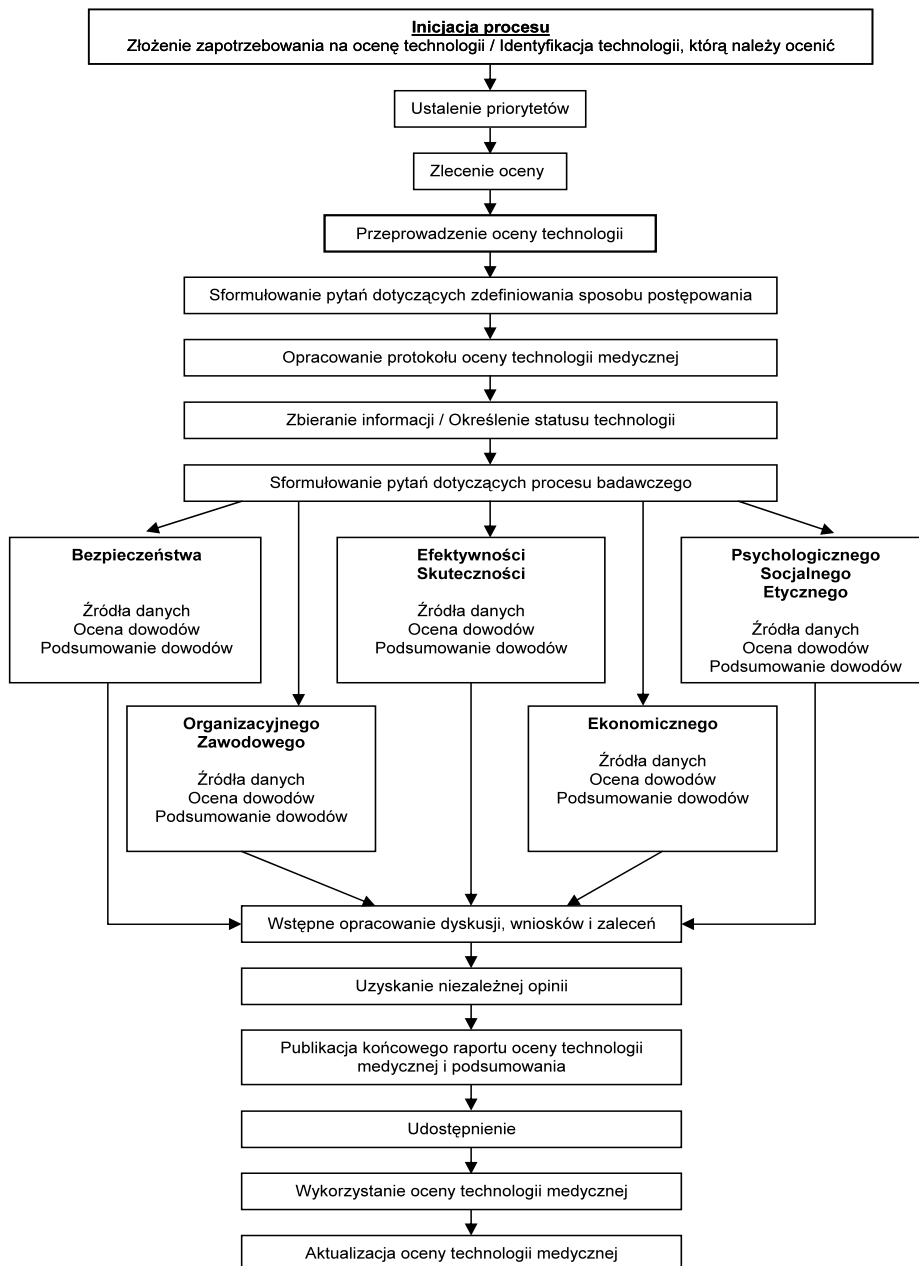 Inicjacja procesu
Złożenie zapotrzebowania na ocenę technologii / Identyfikacja technologii, którą należy ocenić
Ustalenie priorytetów
Zlecenie oceny
Przeprowadzenie oceny technologii
Sformułowanie pytań dotyczących zdefiniowania sposobu postępowania
Opracowanie protokołu oceny technologii medycznej
Zbieranie informacji / Określenie statusu technologii
Sformułowanie pytań dotyczących procesu badawczego
Bezpieczeństwa
Źródła danych
Ocena dowodów
Podsumowanie dowodów
Efektywności
Skuteczności
Źródła danych
Ocena dowodów
Podsumowanie dowodów
Psychologicznego
Socjalnego
Etycznego
Źródła danych
Ocena dowodów
Podsumowanie dowodów
Organizacyjnego
Zawodowego
Źródła danych
Ocena dowodów
Podsumowanie dowodów
Ekonomicznego
Źródła danych
Ocena dowodów
Podsumowanie dowodów
Wstępne opracowanie dyskusji, wniosków i zaleceń
Uzyskanie niezależnej opinii
Publikacja końcowego raportu oceny technologii
medycznej i podsumowania
Udostępnienie
Wykorzystanie oceny technologii medycznej
Aktualizacja oceny technologii medycznej